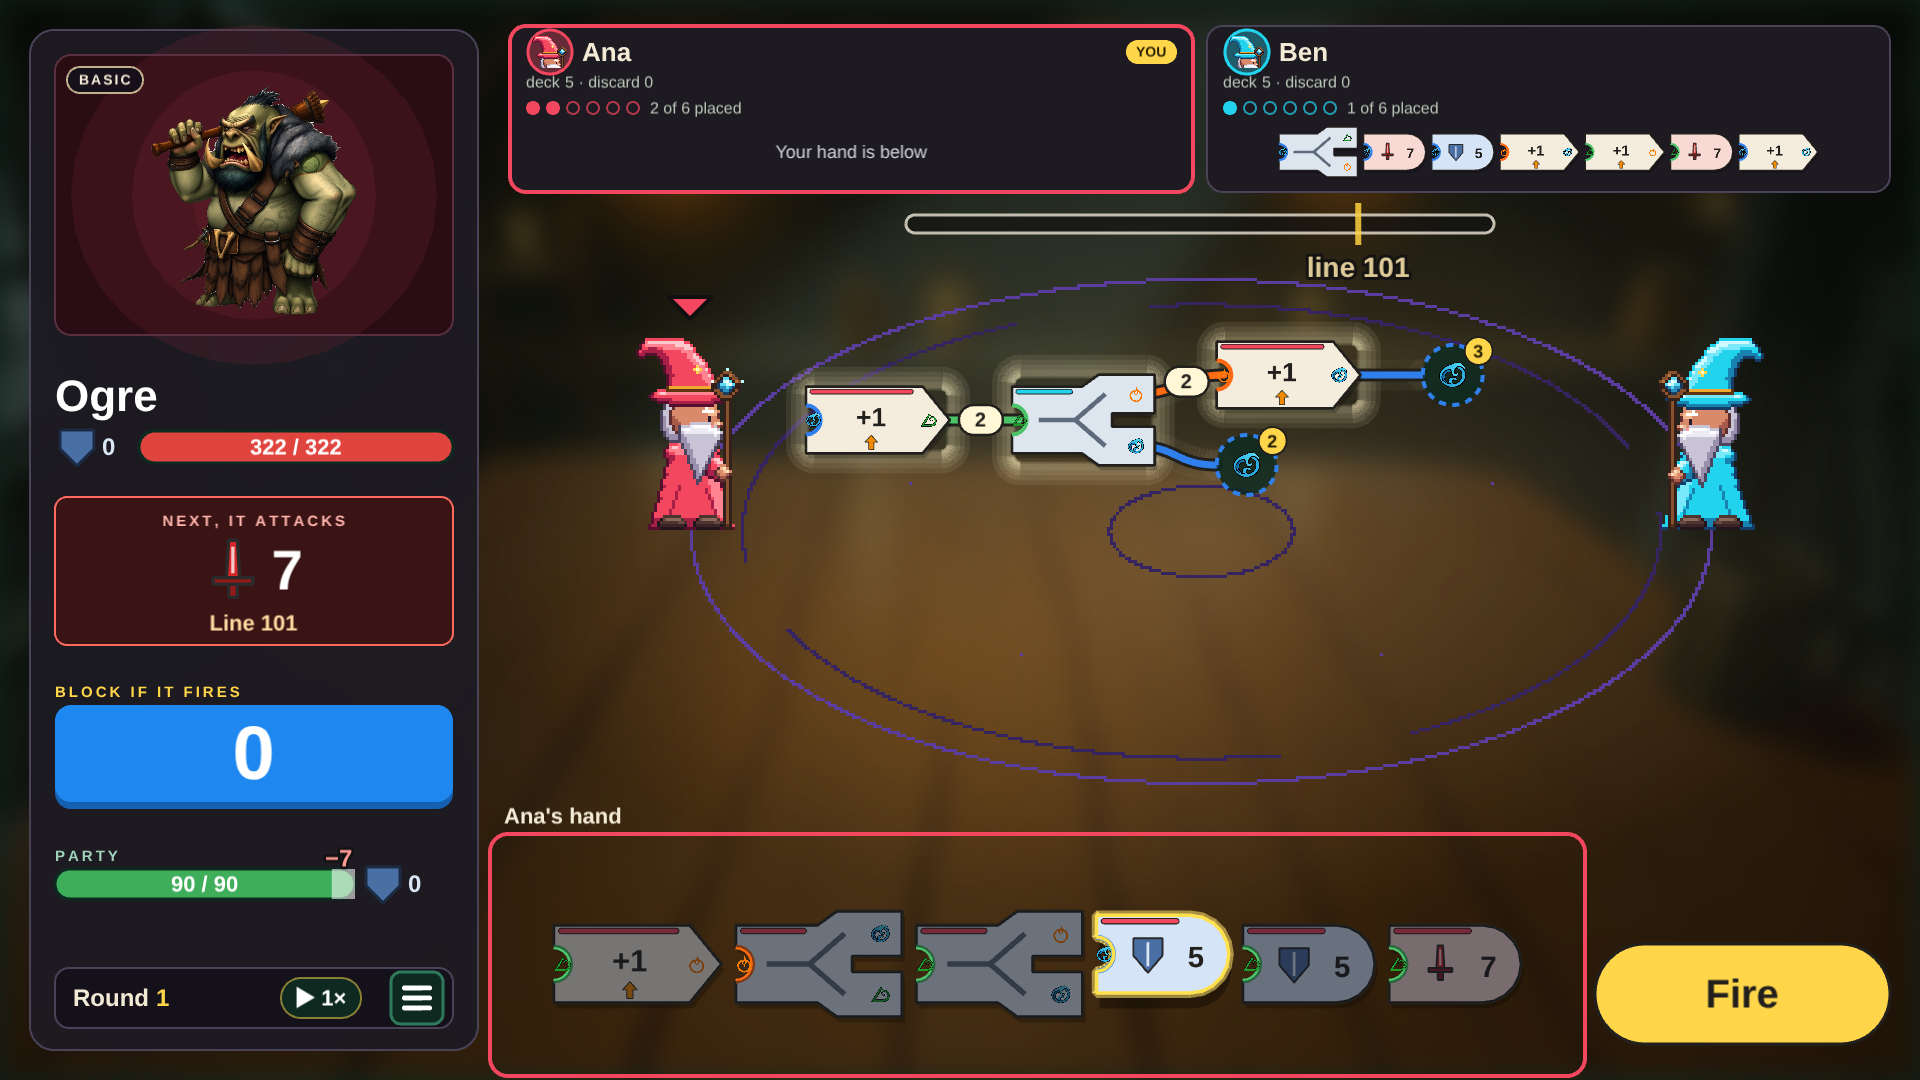 BASIC
Ogre
0
322 / 322
NEXT, IT ATTACKS
7
Line 101
BLOCK IF IT FIRES
0
PARTY
−7
90 / 90
0
Round 1
1×
Ana
YOU
deck 5 · discard 0
2 of 6 placed
Your hand is below
Ben
deck 5 · discard 0
1 of 6 placed
7
5
+1
+1
7
+1
line 101
+1
2
2
+1
3
2
Ana's hand
+1
5
5
7
Fire